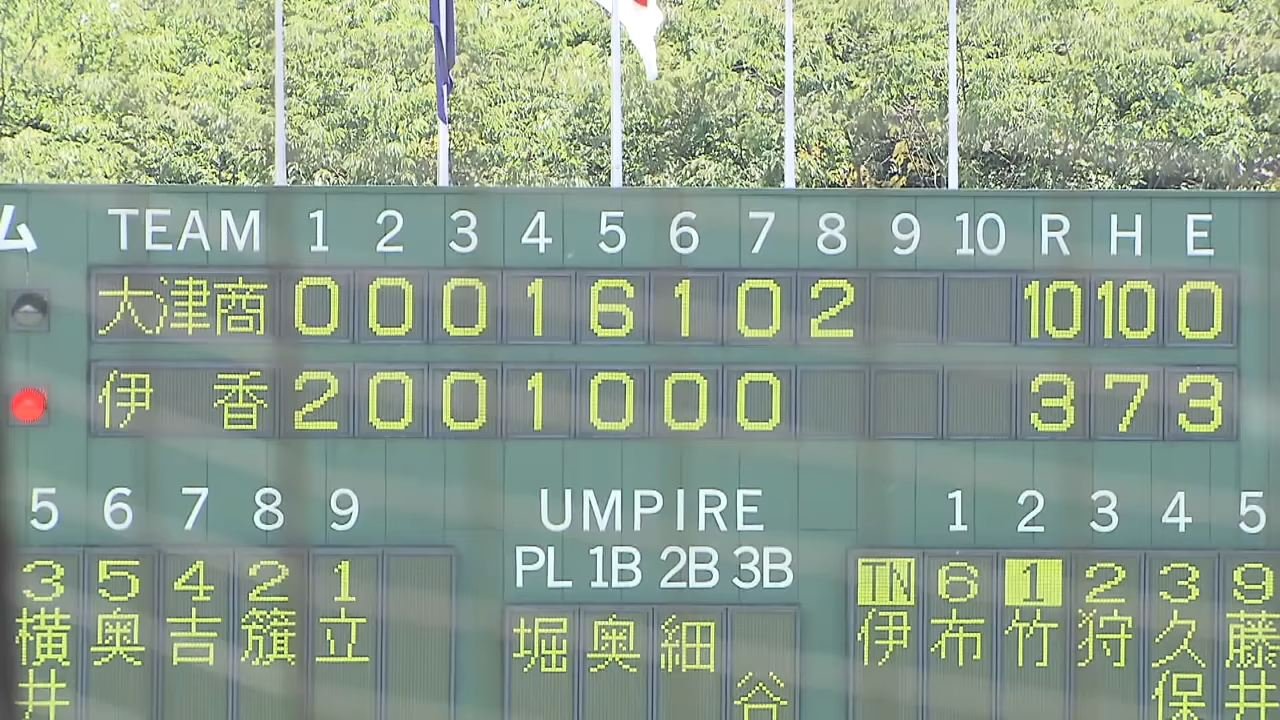 ム TEAM 1 2 3 4 5 6 7 8 9 10 R H E
大津商 0 0 0 1 6 1 0 2 10 10 0
伊香 2 0 0 1 0 0 0 3 7 3
5 6 7 8 9 UMPIRE 1 2 3 4 5
PL 1B 2B 3B
3 5 4 2 1 TN 6 1 2 3 9
横井 奥 吉 籏 立 堀 奥 細 谷 伊 布 竹 狩 久保 藤井